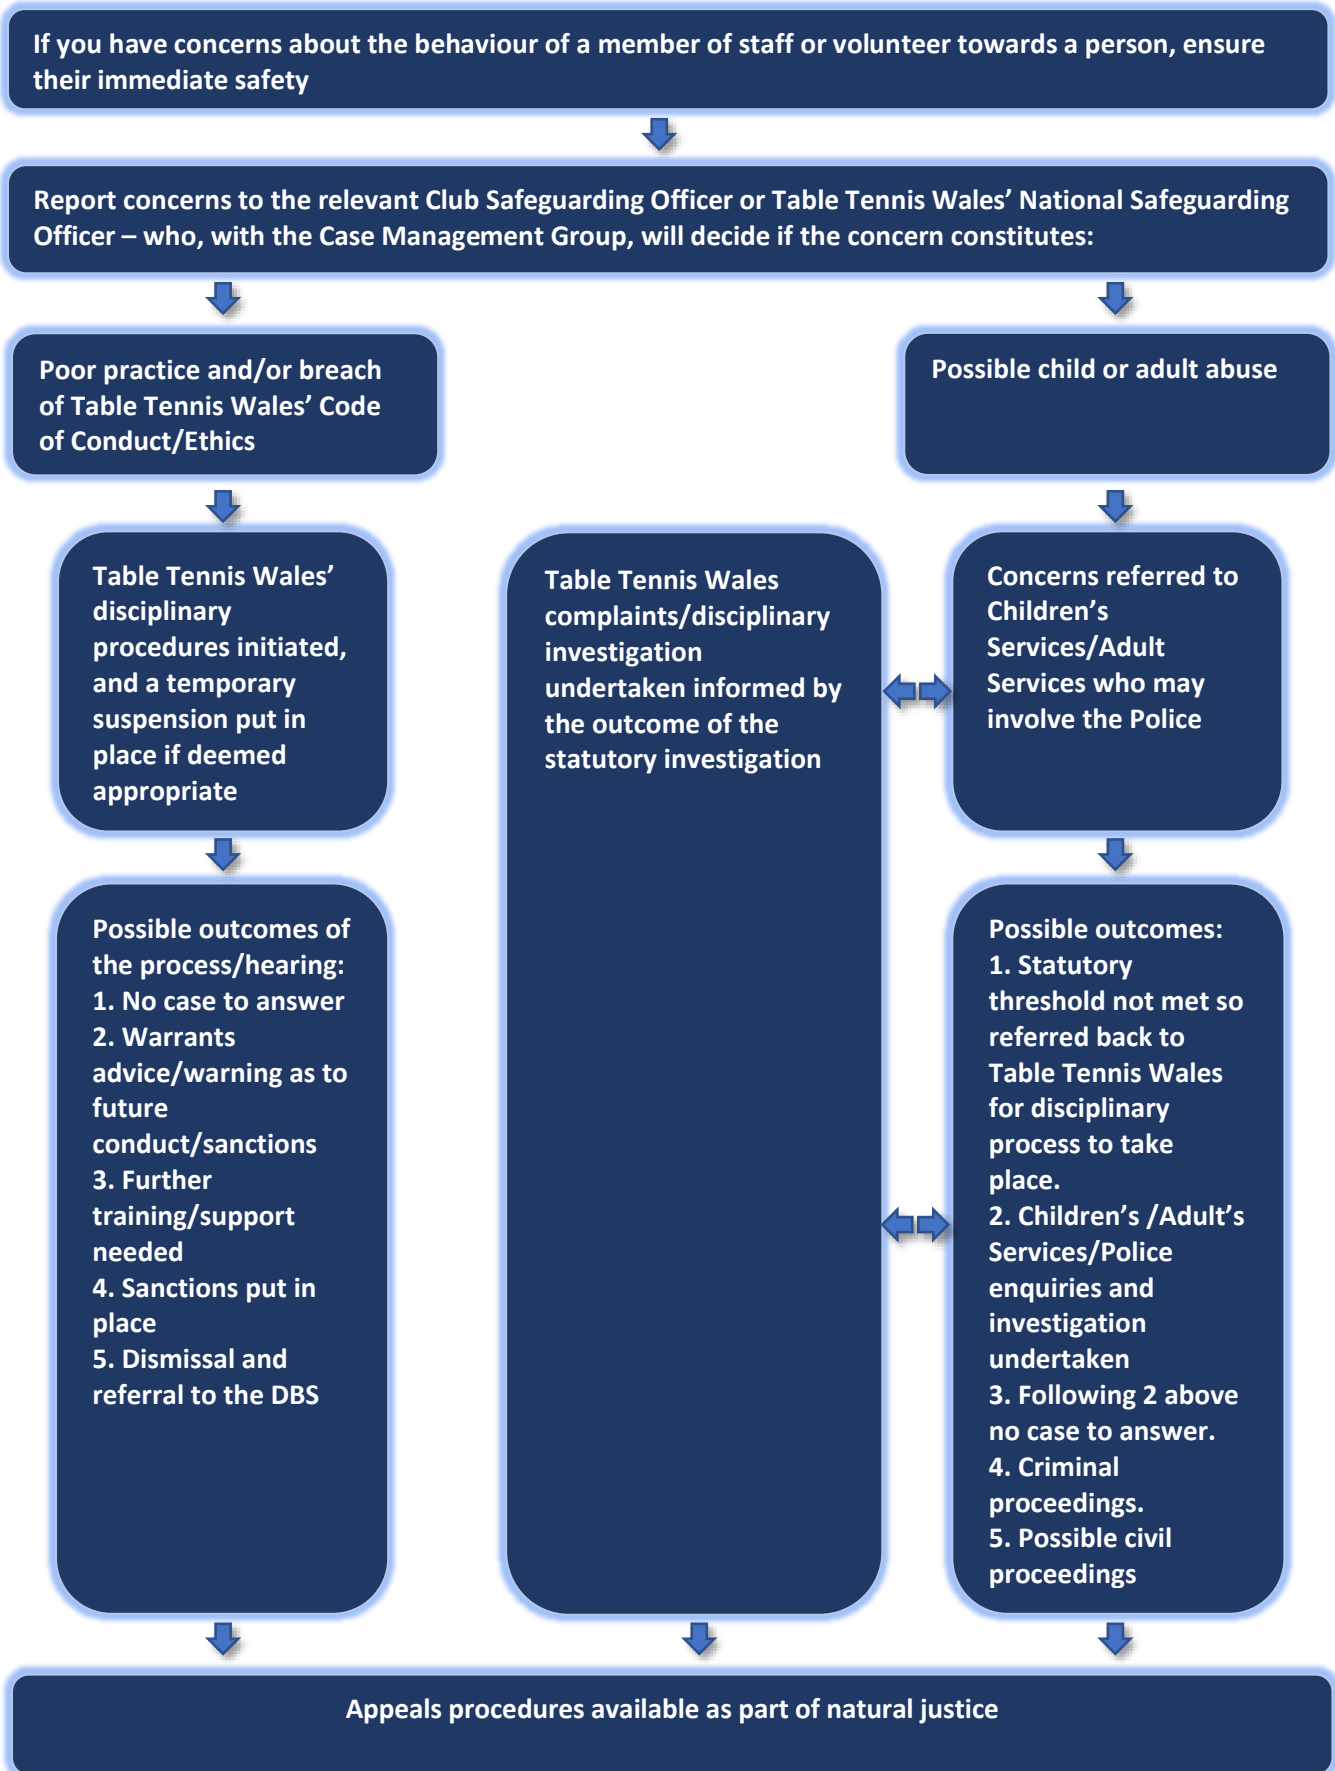 If you have concerns about the behaviour of a member of staff or volunteer towards a person, ensure
their immediate safety
Report concerns to the relevant Club Safeguarding Officer or Table Tennis Wales’ National Safeguarding
Officer – who, with the Case Management Group, will decide if the concern constitutes:
Poor practice and/or breach
of Table Tennis Wales’ Code
of Conduct/Ethics
Possible child or adult abuse
Table Tennis Wales’
disciplinary
procedures initiated,
and a temporary
suspension put in
place if deemed
appropriate
Table Tennis Wales
complaints/disciplinary
investigation
undertaken informed by
the outcome of the
statutory investigation
Concerns referred to
Children’s
Services/Adult
Services who may
involve the Police
Possible outcomes of
the process/hearing:
1. No case to answer
2. Warrants
advice/warning as to
future
conduct/sanctions
3. Further
training/support
needed
4. Sanctions put in
place
5. Dismissal and
referral to the DBS
Possible outcomes:
1. Statutory
threshold not met so
referred back to
Table Tennis Wales
for disciplinary
process to take
place.
2. Children’s /Adult’s
Services/Police
enquiries and
investigation
undertaken
3. Following 2 above
no case to answer.
4. Criminal
proceedings.
5. Possible civil
proceedings
Appeals procedures available as part of natural justice